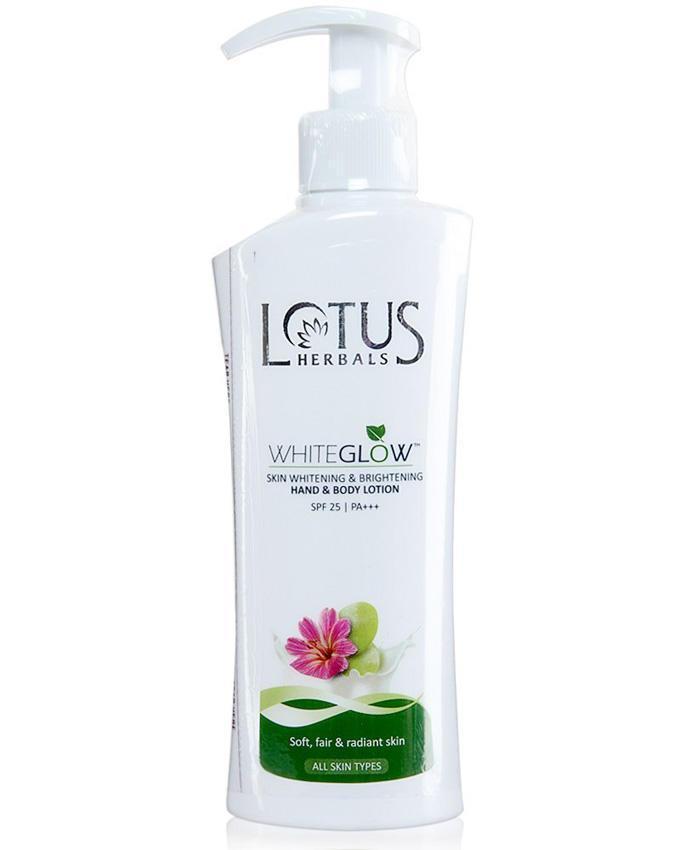 LOTUS
HERBALS
WHITEGLOW™
SKIN WHITENING & BRIGHTENING
HAND & BODY LOTION
SPF 25 | PA+++
Soft, fair & radiant skin
ALL SKIN TYPES